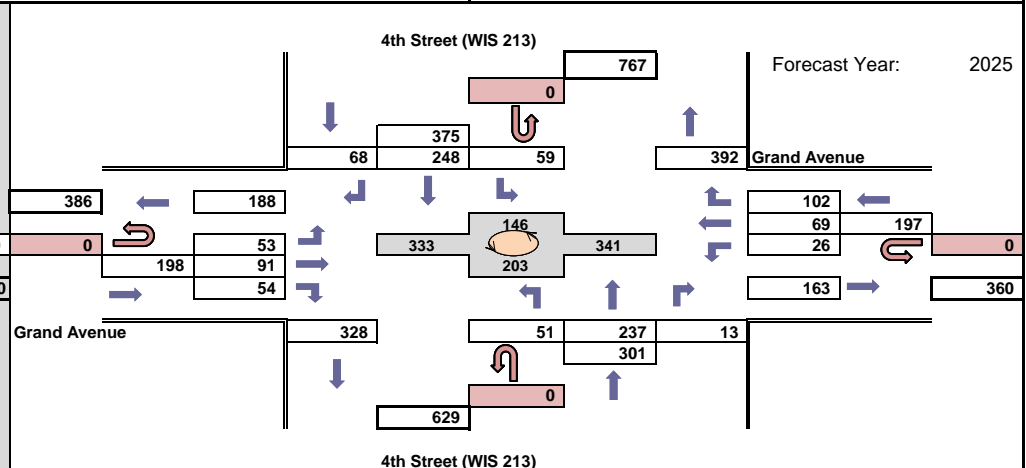 4th Street (WIS 213)
767
Forecast Year: 2025
0
375
68 248 59 392 Grand Avenue
386 188 102
146
69 197
0 53 333 341 26 0
198 91 203
0 54 163 360
Grand Avenue 328 51 237 13
301
0
629
4th Street (WIS 213)